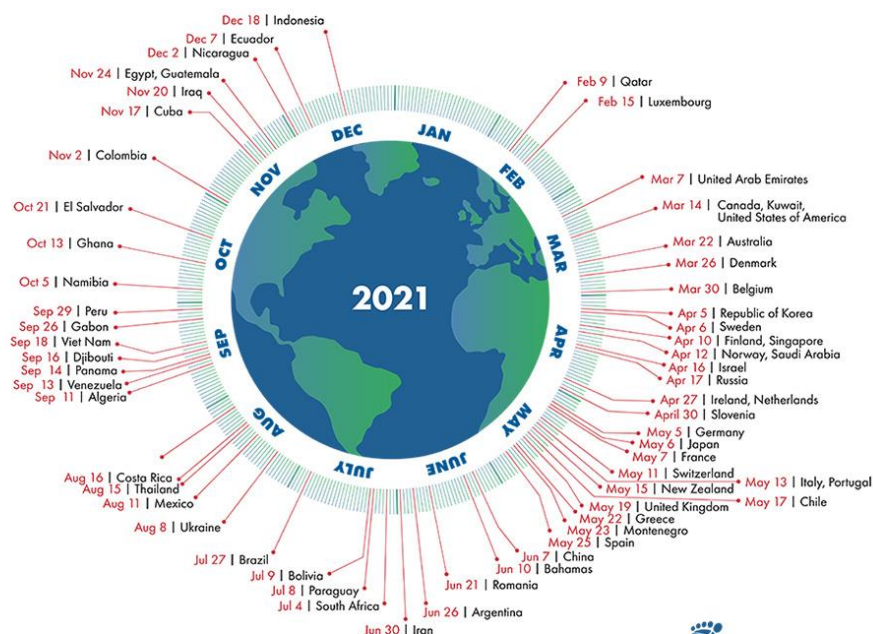 Dec 18 | Indonesia
Dec 7 | Ecuador
Dec 2 | Nicaragua
Nov 24 | Egypt, Guatemala
Nov 20 | Iraq
Nov 17 | Cuba
Nov 2 | Colombia
Oct 21 | El Salvador
Oct 13 | Ghana
Oct 5 | Namibia
Sep 29 | Peru
Sep 26 | Gabon
Sep 18 | Viet Nam
Sep 16 | Djibouti
Sep 14 | Panama
Sep 13 | Venezuela
Sep 11 | Algeria
Aug 16 | Costa Rica
Aug 15 | Thailand
Aug 11 | Mexico
Aug 8 | Ukraine
Jul 27 | Brazil
Jul 9 | Bolivia
Jul 8 | Paraguay
Jul 4 | South Africa
Jun 30 | Iran
JAN
FEB
MAR
APR
MAY
JUNE
JULY
AUG
SEP
OCT
NOV
DEC
2021
Feb 9 | Qatar
Feb 15 | Luxembourg
Mar 7 | United Arab Emirates
Mar 14 | Canada, Kuwait,
United States of America
Mar 22 | Australia
Mar 26 | Denmark
Mar 30 | Belgium
Apr 5 | Republic of Korea
Apr 6 | Sweden
Apr 10 | Finland, Singapore
Apr 12 | Norway, Saudi Arabia
Apr 16 | Israel
Apr 17 | Russia
Apr 27 | Ireland, Netherlands
April 30 | Slovenia
May 5 | Germany
May 6 | Japan
May 7 | France
May 11 | Switzerland
May 13 | Italy, Portugal
May 15 | New Zealand
May 17 | Chile
May 19 | United Kingdom
May 22 | Greece
May 23 | Montenegro
May 25 | Spain
Jun 7 | China
Jun 10 | Bahamas
Jun 21 | Romania
Jun 26 | Argentina